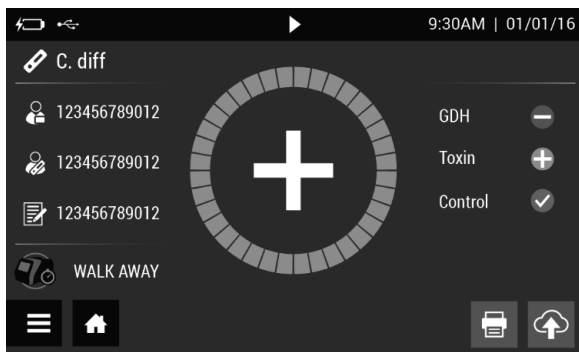 9:30AM | 01/01/16
C. diff
123456789012
123456789012
123456789012
WALK AWAY
GDH
Toxin
Control